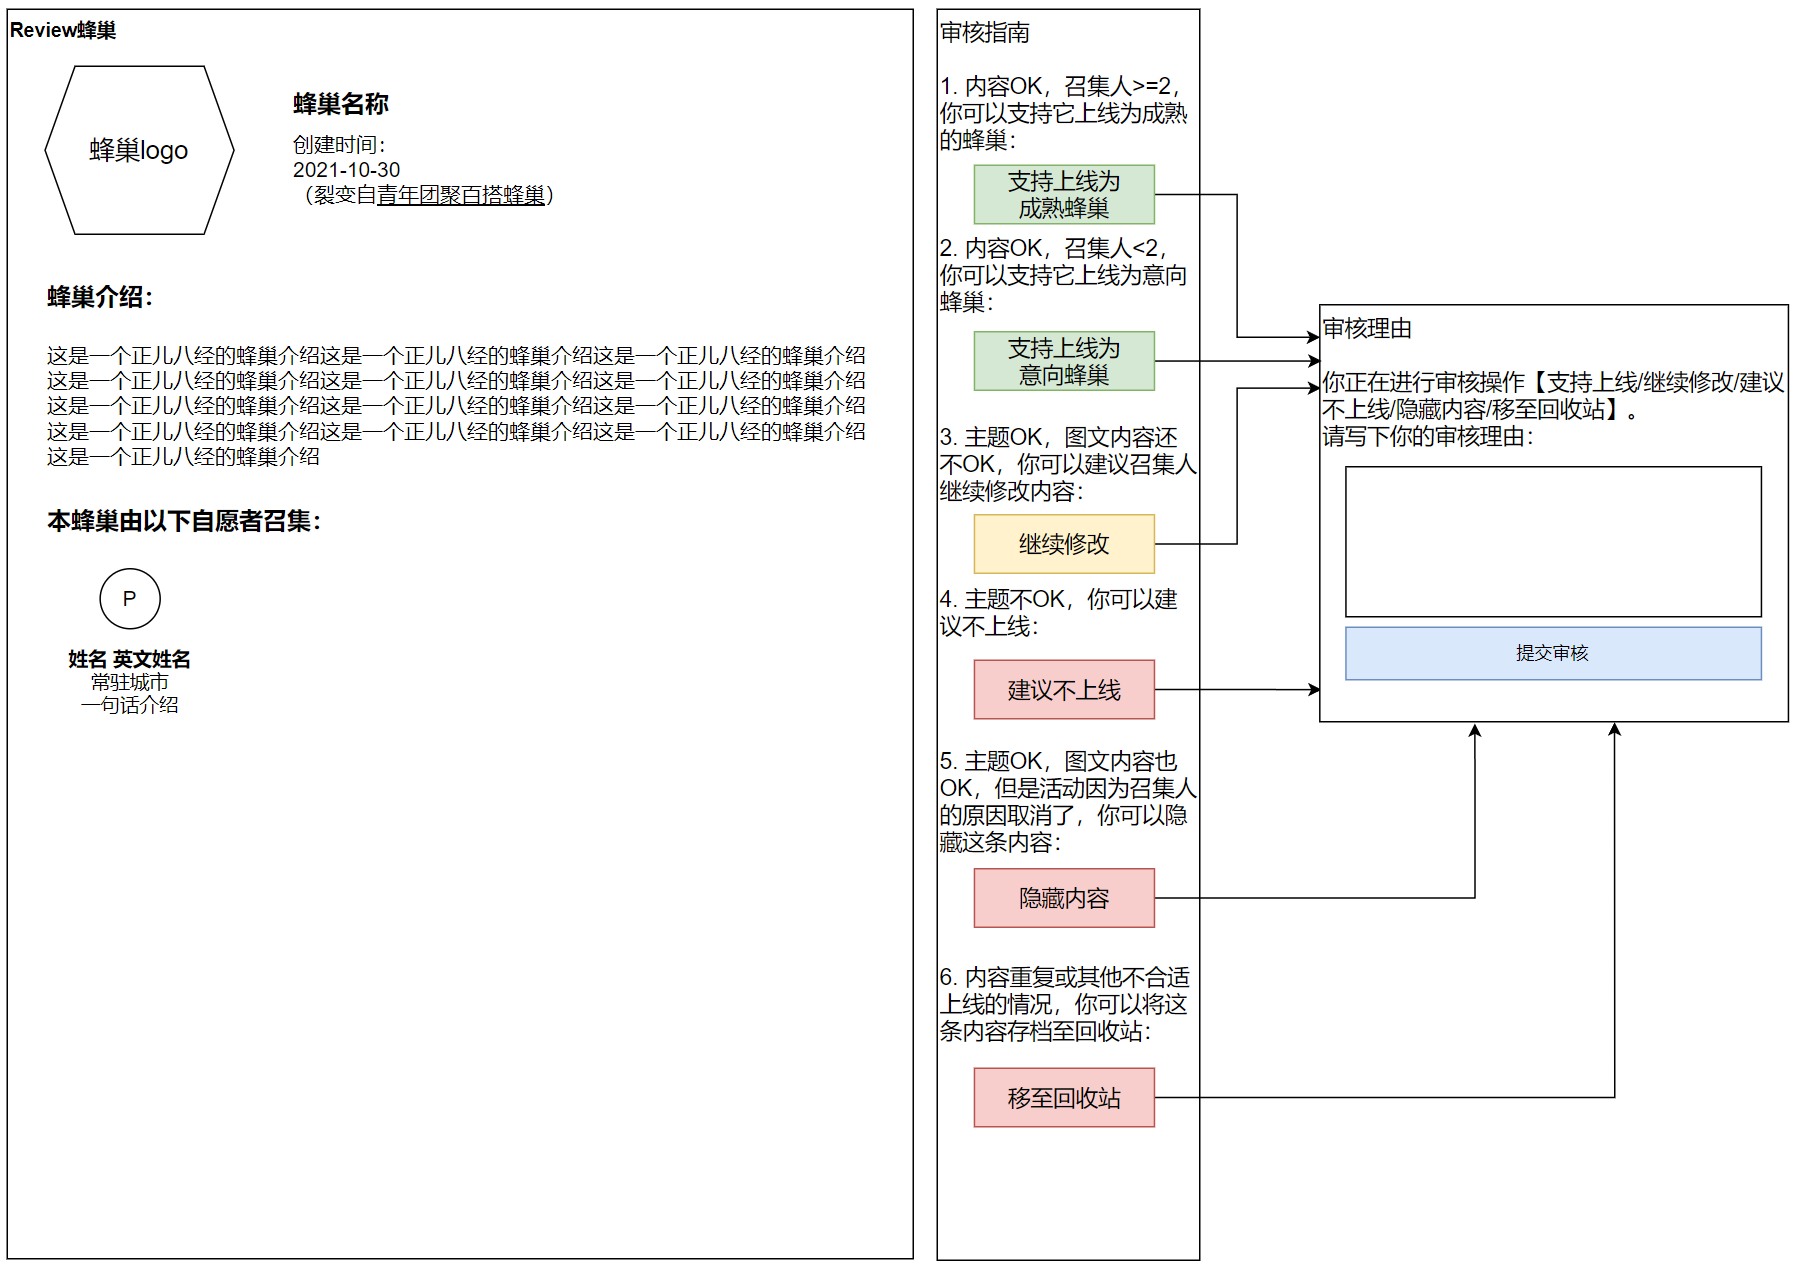 Review蜂巢
蜂巢logo
蜂巢名称
创建时间：
2021-10-30
（裂变自青年团聚百搭蜂巢）
蜂巢介绍：
这是一个正儿八经的蜂巢介绍这是一个正儿八经的蜂巢介绍这是一个正儿八经的蜂巢介绍
这是一个正儿八经的蜂巢介绍这是一个正儿八经的蜂巢介绍这是一个正儿八经的蜂巢介绍
这是一个正儿八经的蜂巢介绍这是一个正儿八经的蜂巢介绍这是一个正儿八经的蜂巢介绍
这是一个正儿八经的蜂巢介绍这是一个正儿八经的蜂巢介绍这是一个正儿八经的蜂巢介绍
这是一个正儿八经的蜂巢介绍
本蜂巢由以下自愿者召集：
P
姓名 英文姓名
常驻城市
一句话介绍
审核指南
1. 内容OK，召集人>=2，
你可以支持它上线为成熟
的蜂巢：
支持上线为
成熟蜂巢
2. 内容OK，召集人<2，
你可以支持它上线为意向
蜂巢：
支持上线为
意向蜂巢
3. 主题OK，图文内容还
不OK，你可以建议召集人
继续修改内容：
继续修改
4. 主题不OK，你可以建
议不上线：
建议不上线
5. 主题OK，图文内容也
OK，但是活动因为召集人
的原因取消了，你可以隐
藏这条内容：
隐藏内容
6. 内容重复或其他不合适
上线的情况，你可以将这
条内容存档至回收站：
移至回收站
审核理由
你正在进行审核操作【支持上线/继续修改/建议
不上线/隐藏内容/移至回收站】。
请写下你的审核理由：
提交审核